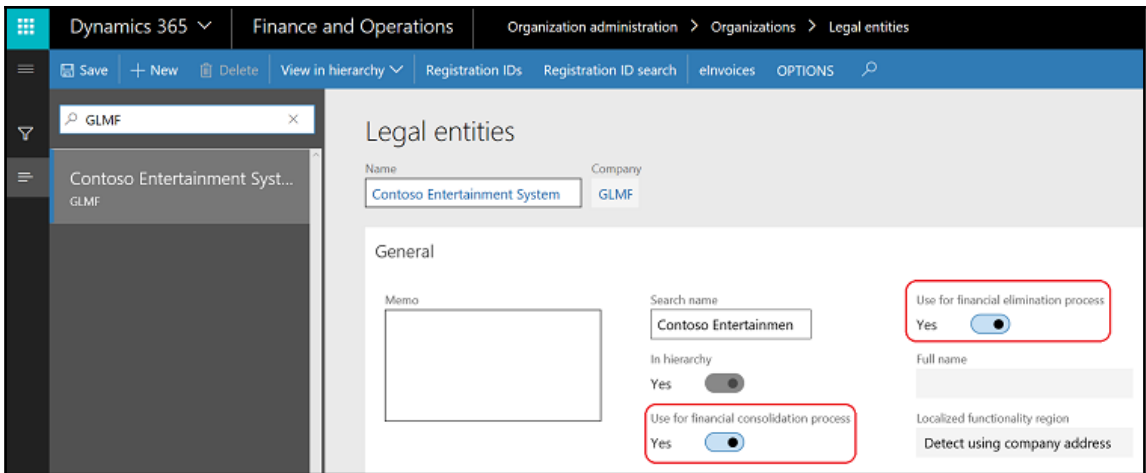 Dynamics 365 Finance and Operations Organization administration > Organizations > Legal entities
Save + New Delete View in hierarchy Registration IDs Registration ID search eInvoices OPTIONS
GLMF
Legal entities
Contoso Entertainment Syst...
GLMF
Name Company
Contoso Entertainment System GLMF
General
Memo
Search name
Contoso Entertainmen
In hierarchy
Yes
Use for financial consolidation process
Yes
Use for financial elimination process
Yes
Full name
Localized functionality region
Detect using company address